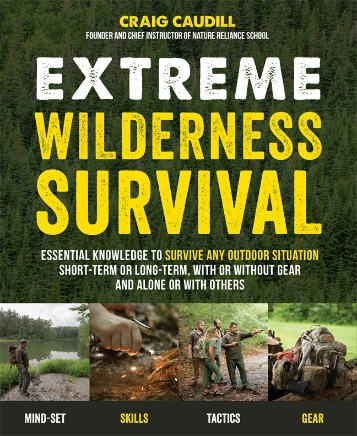 CRAIG CAUDILL
FOUNDER AND CHIEF INSTRUCTOR OF NATURE RELIANCE SCHOOL
EXTREME
WILDERNESS
SURVIVAL
ESSENTIAL KNOWLEDGE TO SURVIVE ANY OUTDOOR SITUATION
SHORT-TERM OR LONG-TERM, WITH OR WITHOUT GEAR
AND ALONE OR WITH OTHERS
MIND-SET SKILLS TACTICS GEAR